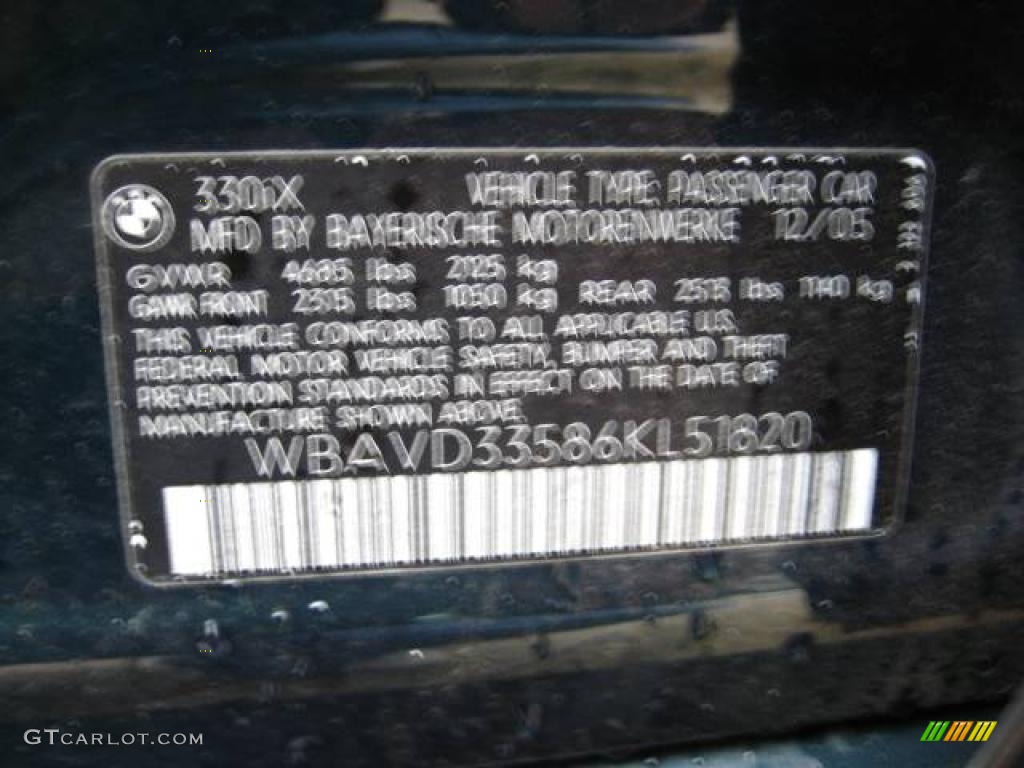 330iX VEHICLE TYPE: PASSENGER CAR
MFD BY BAYERISCHE MOTORENWERKE 12/05
GVWR 4685 lbs 2125 kg
GAWR FRONT 2315 lbs 1050 kg REAR 2513 lbs 1140 kg
THIS VEHICLE CONFORMS TO ALL APPLICABLE U.S.
FEDERAL MOTOR VEHICLE SAFETY, BUMPER AND THEFT
PREVENTION STANDARDS IN EFFECT ON THE DATE OF
MANUFACTURE SHOWN ABOVE.
WBAVD33586KL51820
GTCARLOT.COM